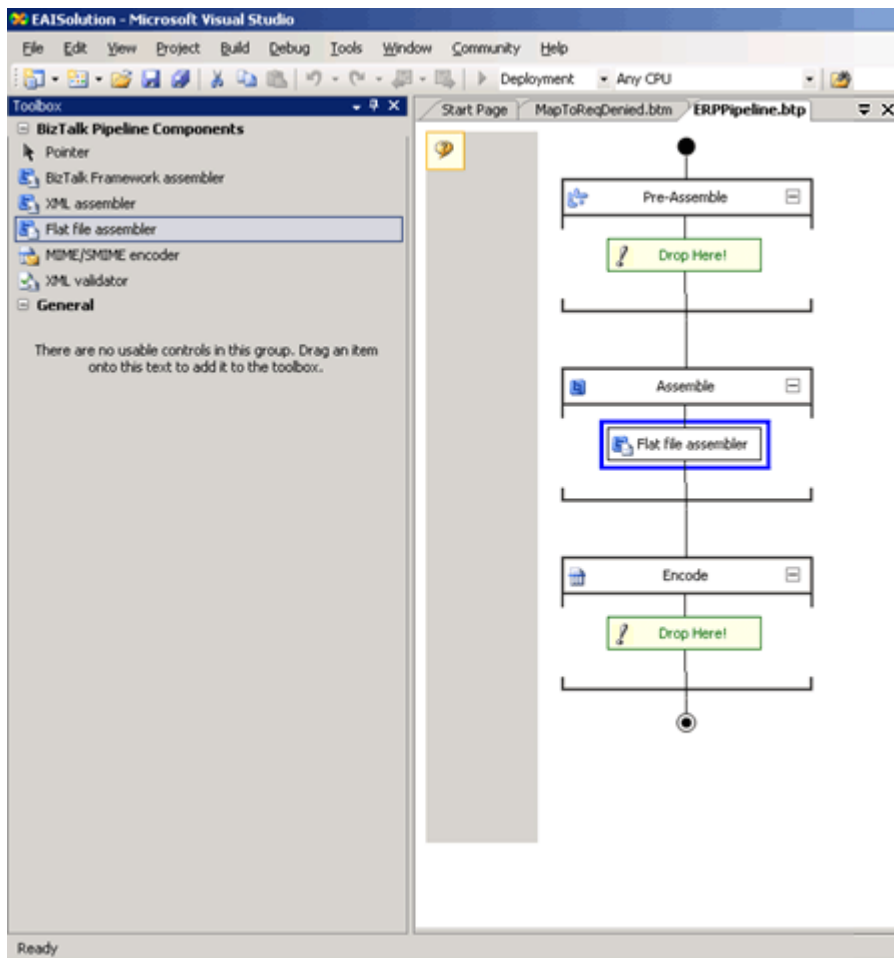 EAISolution - Microsoft Visual Studio
File Edit View Project Build Debug Tools Window Community Help
Deployment Any CPU
Toolbox
Start Page MapToReqDenied.btm ERPPipeline.btp
BizTalk Pipeline Components
Pointer
BizTalk Framework assembler
XML assembler
Flat file assembler
MIME/SMIME encoder
XML validator
General
There are no usable controls in this group. Drag an item
onto this text to add it to the toolbox.
Pre-Assemble
Drop Here!
Assemble
Flat file assembler
Encode
Drop Here!
Ready